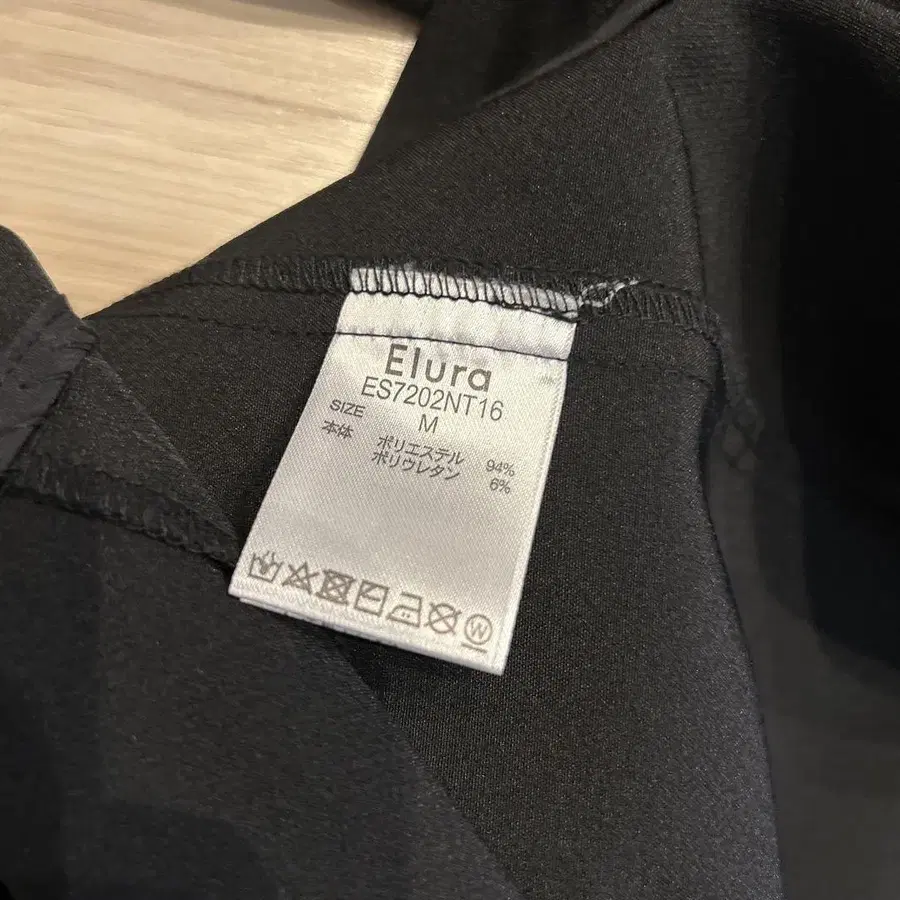 Elura
ES7202NT16
SIZE M
本体 ポリエステル 94%
ポリウレタン 6%
W